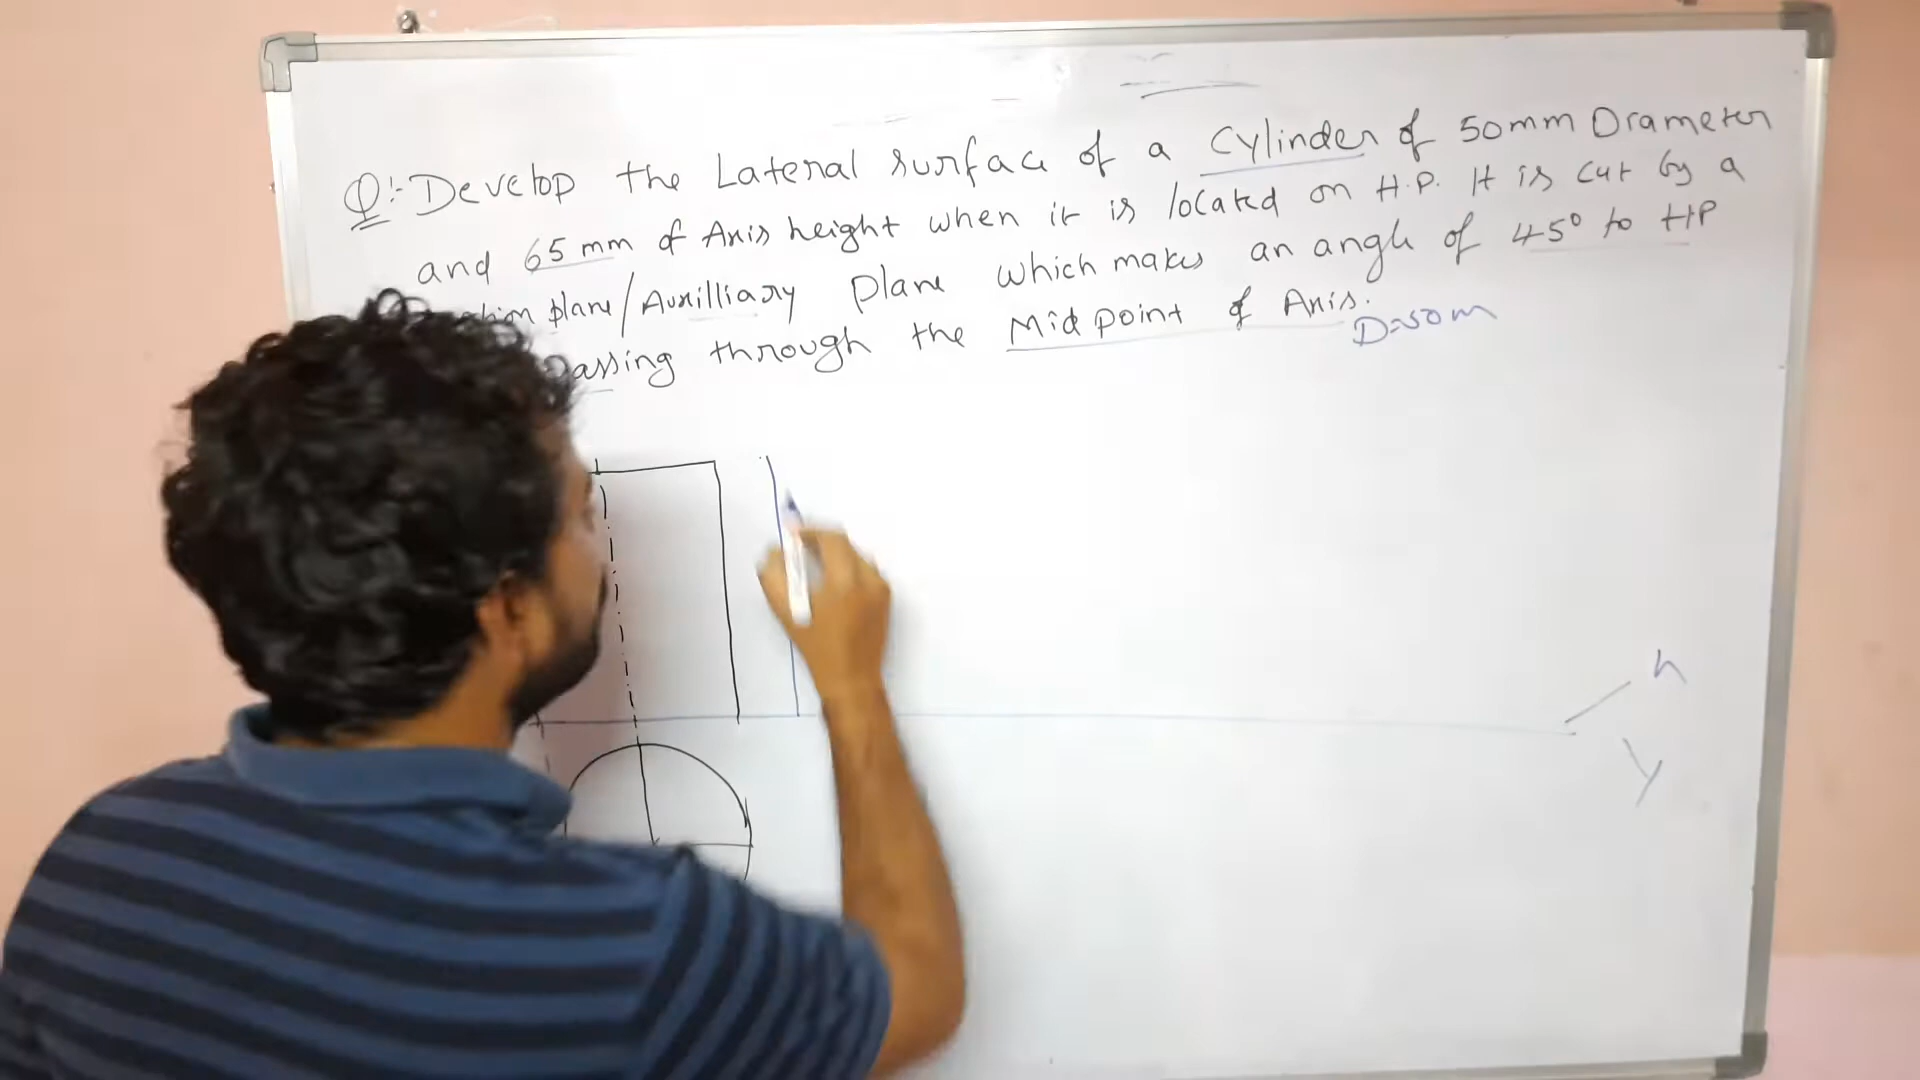 Q:- Develop the Lateral surface of a Cylinder of 50mm Diameter
and 65 mm of Axis height when it is located on H.P. It is cut by a
plane/Auxilliary Plane which makes an angle of 45° to HP
passing through the Midpoint of Axis.
D=50m
x
y